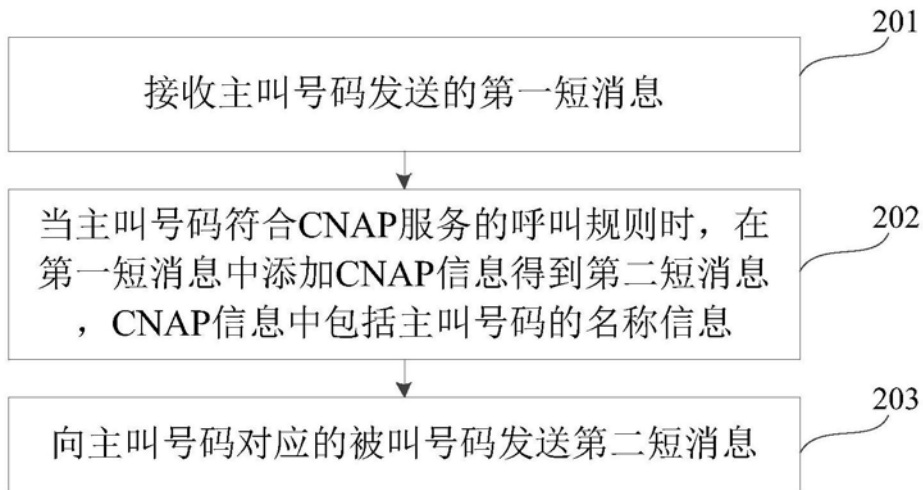 201
接收主叫号码发送的第一短消息
202
当主叫号码符合CNAP服务的呼叫规则时，在
第一短消息中添加CNAP信息得到第二短消息
，CNAP信息中包括主叫号码的名称信息
203
向主叫号码对应的被叫号码发送第二短消息